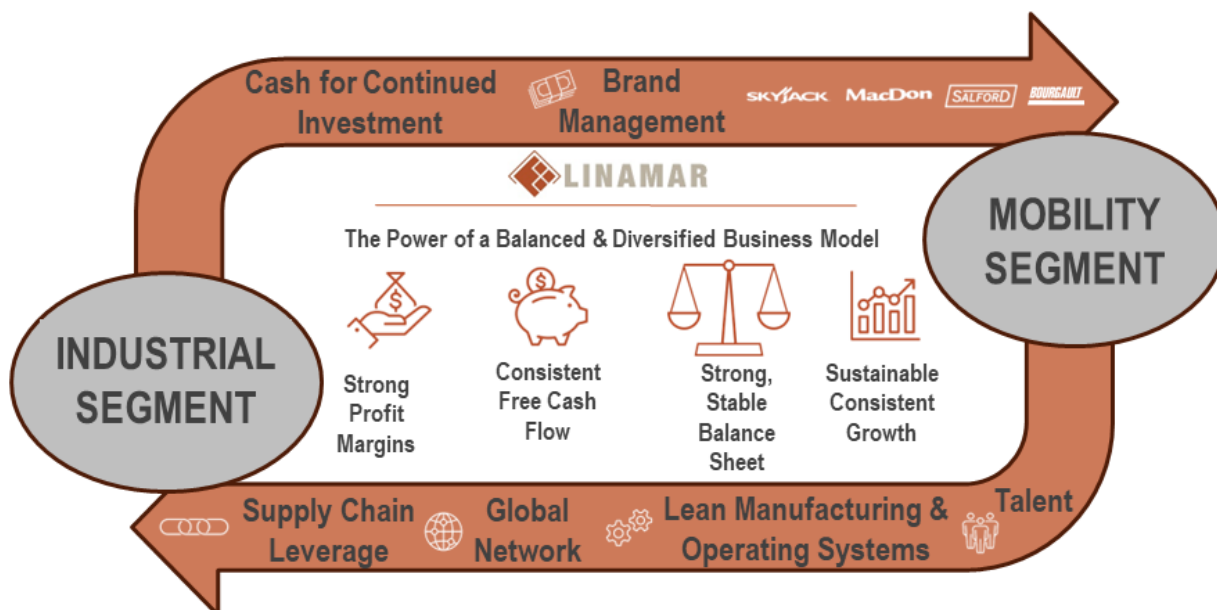 Cash for Continued
Investment
Brand
Management
SKYJACK
MacDon
SALFORD
BOURGAULT
LINAMAR
The Power of a Balanced & Diversified Business Model
MOBILITY
SEGMENT
INDUSTRIAL
SEGMENT
$
Strong
Profit
Margins
$
Consistent
Free Cash
Flow
Strong,
Stable
Balance
Sheet
Sustainable
Consistent
Growth
Supply Chain
Leverage
Global
Network
Lean Manufacturing &
Operating Systems
Talent